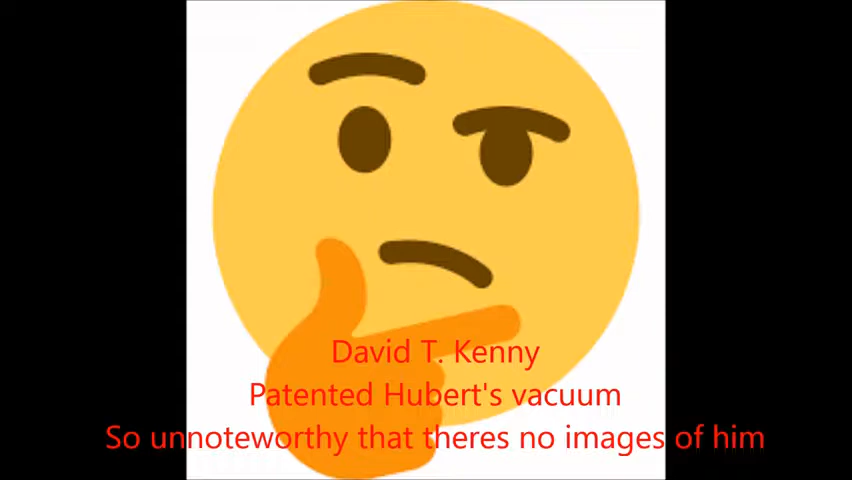 David T. Kenny
Patented Hubert's vacuum
So unnoteworthy that theres no images of him